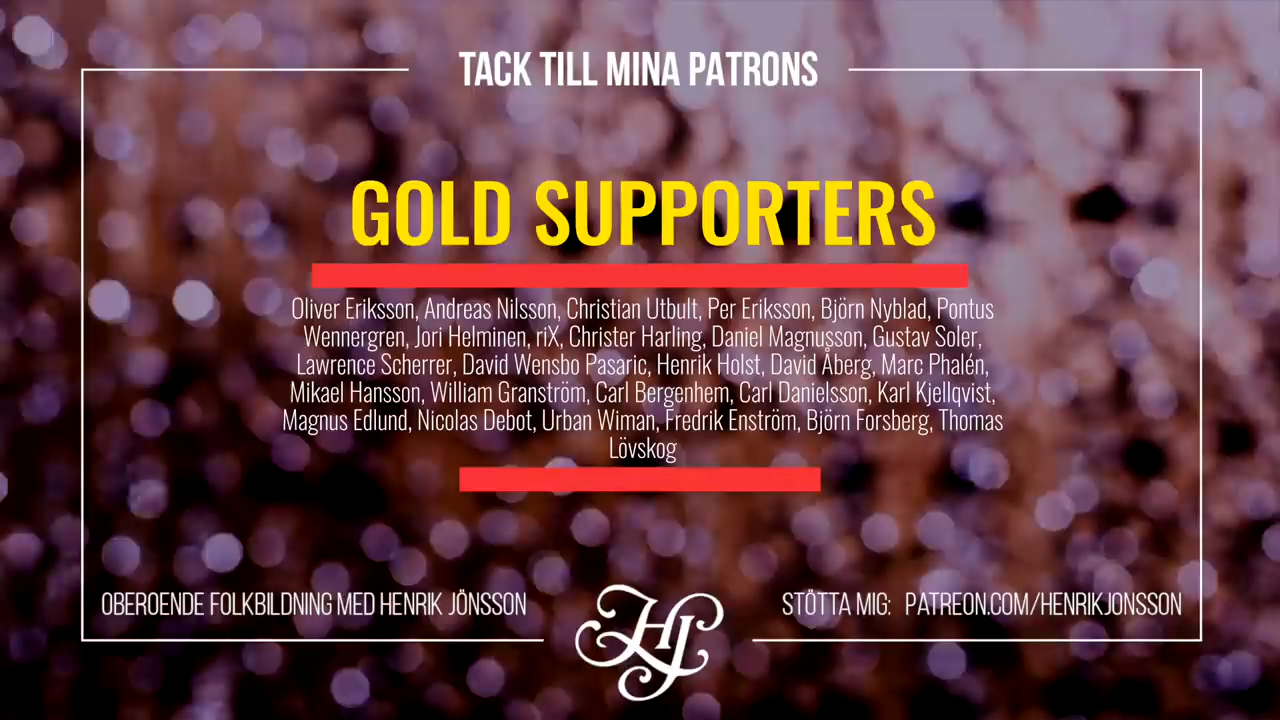 TACK TILL MINA PATRONS
GOLD SUPPORTERS
Oliver Eriksson, Andreas Nilsson, Christian Utbult, Per Eriksson, Björn Nyblad, Pontus
Wennergren, Jori Helminen, riX, Christer Harling, Daniel Magnusson, Gustav Soler,
Lawrence Scherrer, David Wensbo Pasaric, Henrik Holst, David Åberg, Marc Phalén,
Mikael Hansson, William Granström, Carl Bergenhem, Carl Danielsson, Karl Kjellqvist,
Magnus Edlund, Nicolas Debot, Urban Wiman, Fredrik Enström, Björn Forsberg, Thomas
Lövskog
OBEROENDE FOLKBILDNING MED HENRIK JÖNSSON
HJ
STÖTTA MIG: PATREON.COM/HENRIKJONSSON